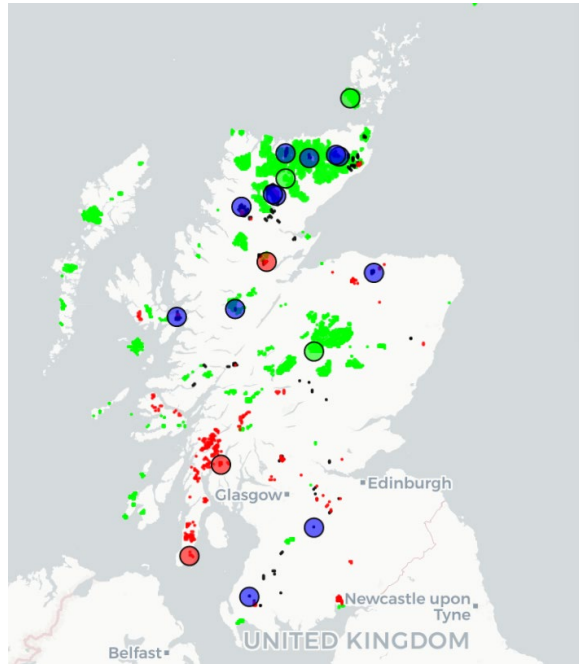 Edinburgh
Glasgow
Newcastle upon
Tyne
UNITED KINGDOM
Belfast